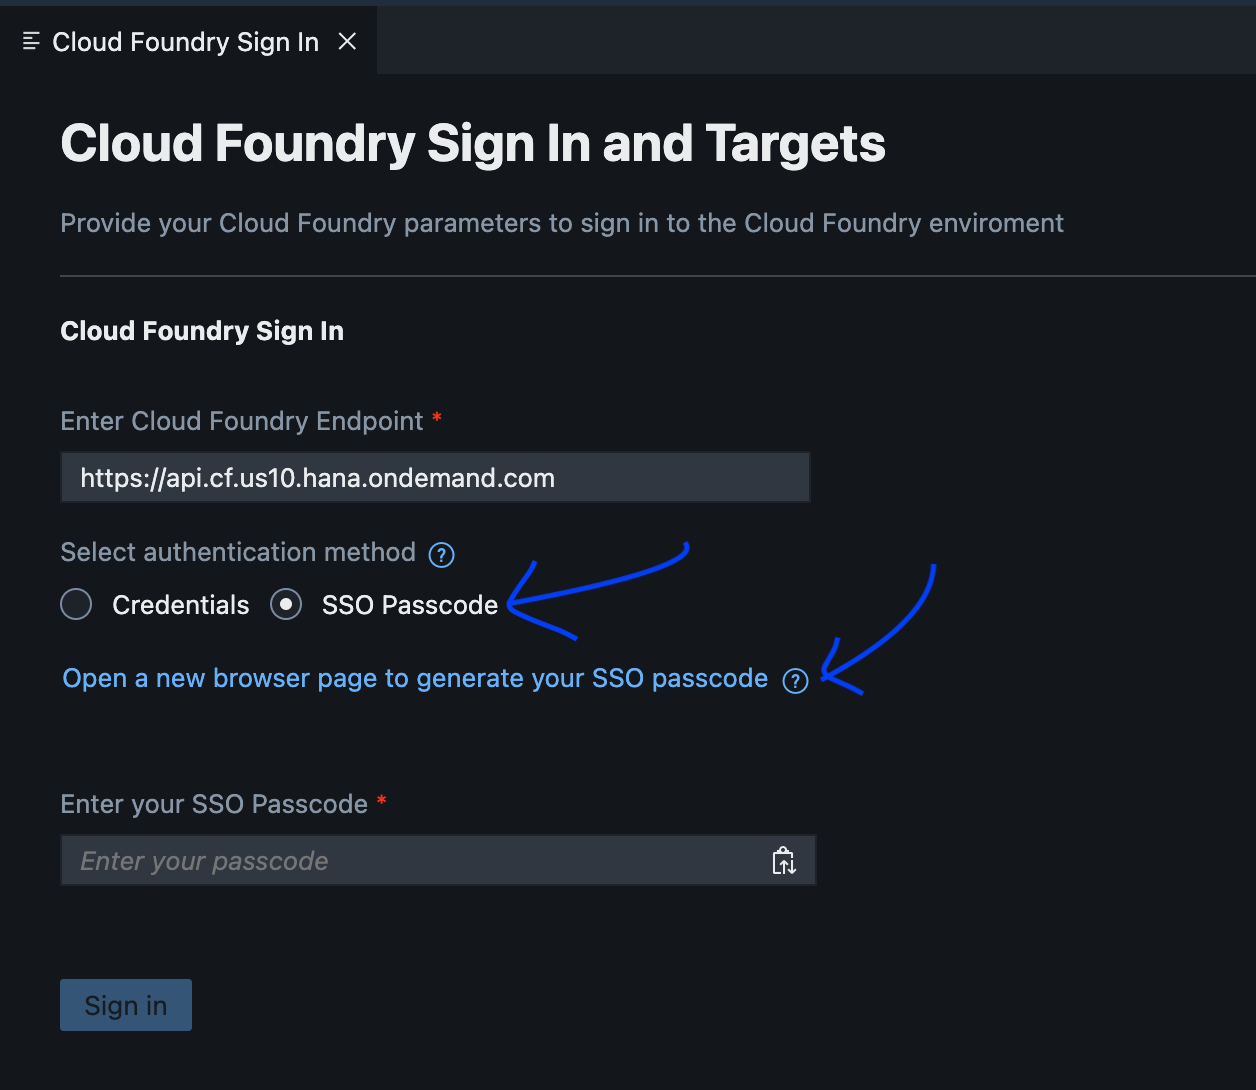 Cloud Foundry Sign In
Cloud Foundry Sign In and Targets
Provide your Cloud Foundry parameters to sign in to the Cloud Foundry enviroment
Cloud Foundry Sign In
Enter Cloud Foundry Endpoint *
https://api.cf.us10.hana.ondemand.com
Select authentication method ?
Credentials SSO Passcode
Open a new browser page to generate your SSO passcode ?
Enter your SSO Passcode *
Enter your passcode
Sign in